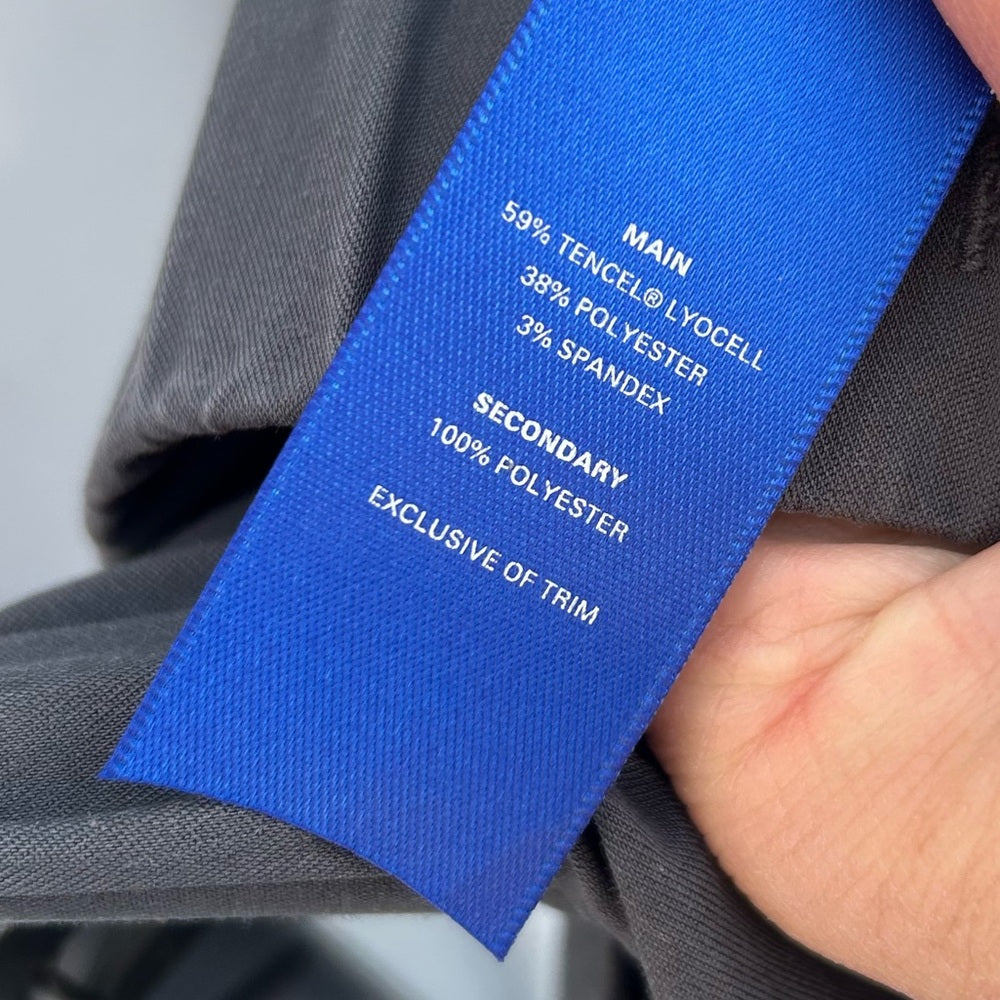 MAIN
59% TENCEL® LYOCELL
38% POLYESTER
3% SPANDEX
SECONDARY
100% POLYESTER
EXCLUSIVE OF TRIM